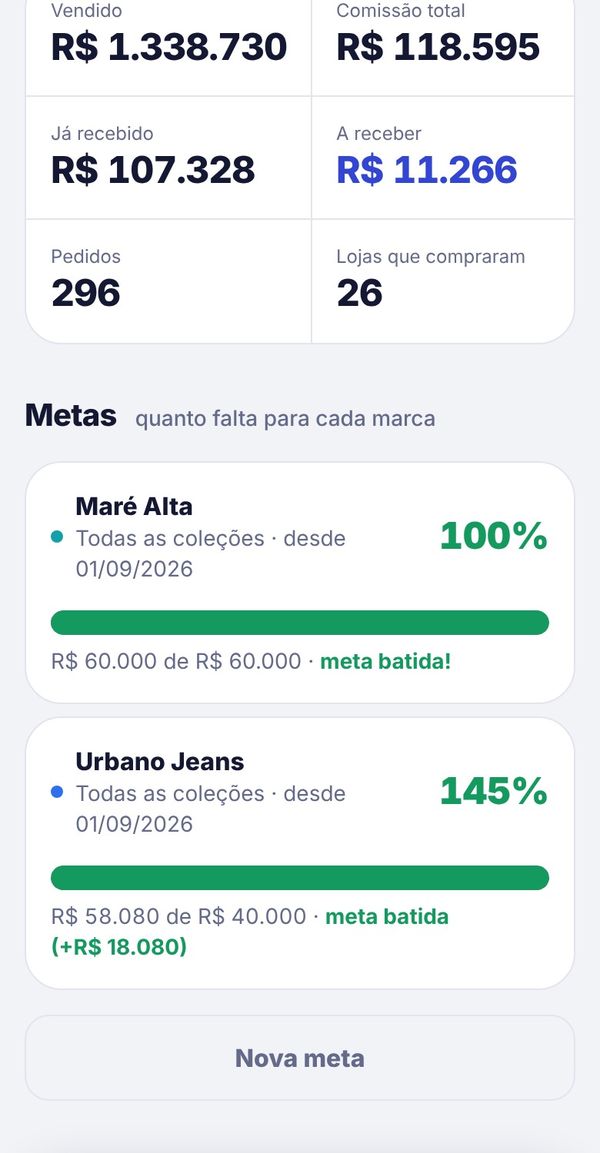 Vendido
Comissão total
R$ 1.338.730
R$ 118.595
Já recebido
A receber
R$ 107.328
R$ 11.266
Pedidos
Lojas que compraram
296
26
Metas quanto falta para cada marca
Maré Alta
Todas as coleções · desde
01/09/2026
100%
R$ 60.000 de R$ 60.000 · meta batida!
Urbano Jeans
Todas as coleções · desde
01/09/2026
145%
R$ 58.080 de R$ 40.000 · meta batida
(+R$ 18.080)
Nova meta